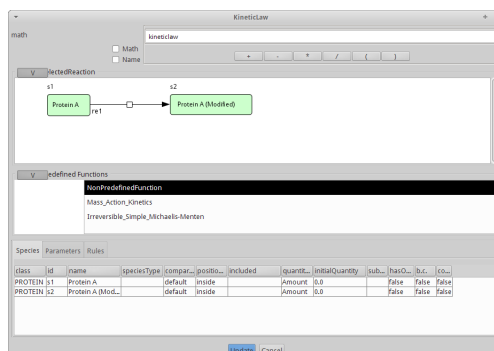 KineticLaw
math
kineticlaw
Math
Name
+ - * / ( )
V lectedReaction
s1 s2
Protein A Protein A (Modified)
re1
V edefined Functions
NonPredefinedFunction
Mass_Action_Kinetics
Irreversible_Simple_Michaelis-Menten
Species Parameters Rules
class id name speciesType compar... positio... included quantit... initialQuantity sub... hasO... b.c. co...
PROTEIN s1 Protein A default inside Amount 0.0 false false false
PROTEIN s2 Protein A (Mod... default inside Amount 0.0 false false false
Update Cancel